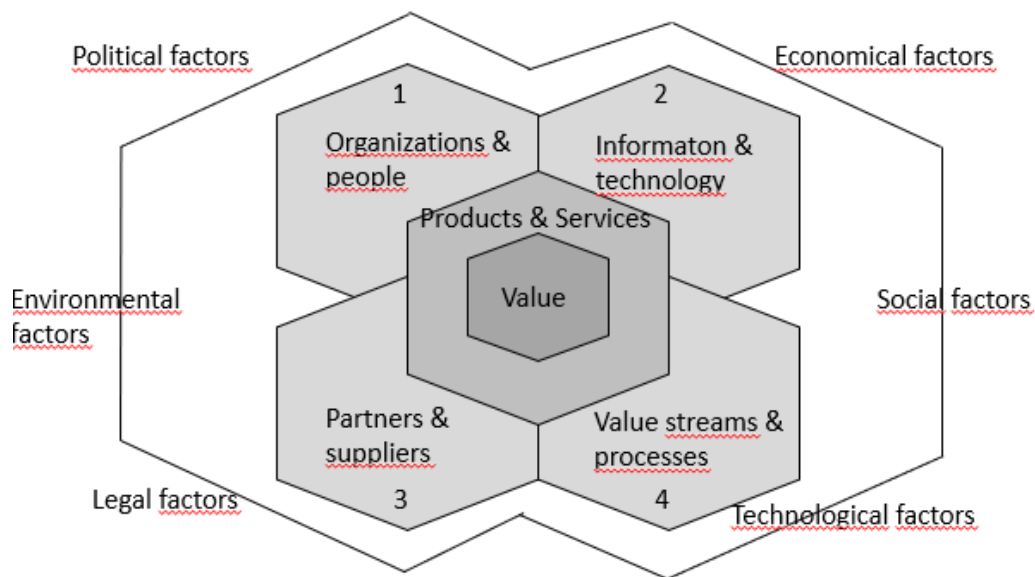 Political factors
Economical factors
1
2
Organizations &
people
Informaton &
technology
Products & Services
Value
Environmental
factors
Social factors
Partners &
suppliers
Value streams &
processes
3
4
Legal factors
Technological factors